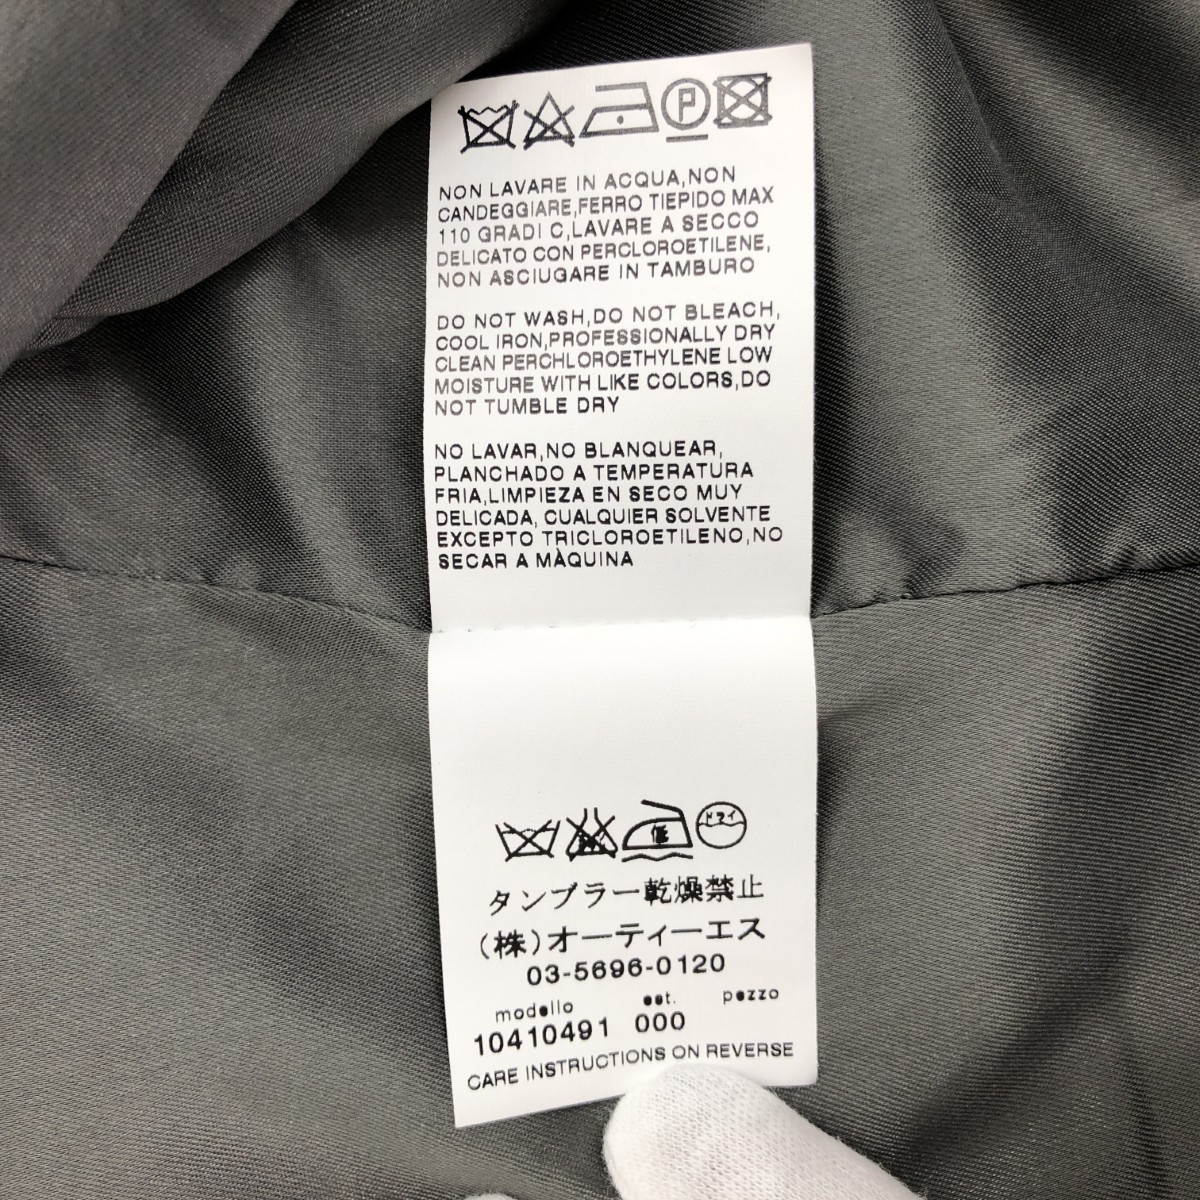 P
NON LAVARE IN ACQUA,NON
CANDEGGIARE,FERRO TIEPIDO MAX
110 GRADI C,LAVARE A SECCO
DELICATO CON PERCLOROETILENE,
NON ASCIUGARE IN TAMBURO
DO NOT WASH,DO NOT BLEACH,
COOL IRON,PROFESSIONALLY DRY
CLEAN PERCHLOROETHYLENE LOW
MOISTURE WITH LIKE COLORS,DO
NOT TUMBLE DRY
NO LAVAR,NO BLANQUEAR,
PLANCHADO A TEMPERATURA
FRIA,LIMPIEZA EN SECO MUY
DELICADA, CUALQUIER SOLVENTE
EXCEPTO TRICLOROETILENO,NO
SECAR A MÀQUINA
低 ドライ
タンブラー乾燥禁止
(株)オーティーエス
03-5696-0120
modello est. pezzo
10410491 000
CARE INSTRUCTIONS ON REVERSE